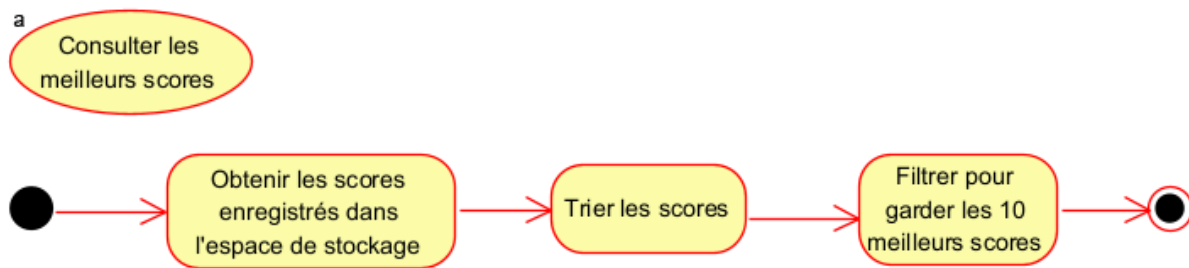 a
Consulter les
meilleurs scores
Obtenir les scores
enregistrés dans
l'espace de stockage
Trier les scores
Filtrer pour
garder les 10
meilleurs scores